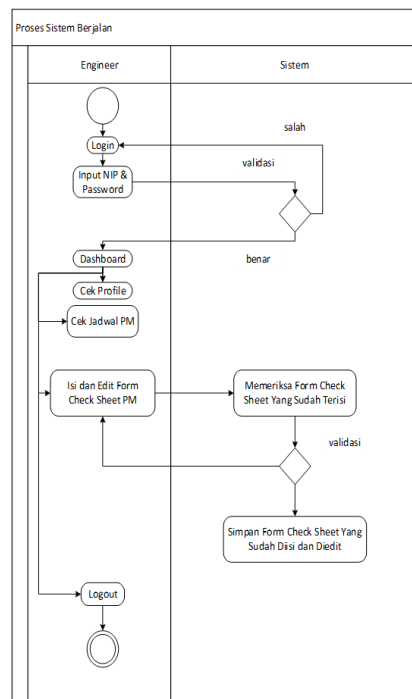 Proses Sistem Berjalan
Engineer
Sistem
salah
Login
validasi
Input NIP &
Password
Dashboard
benar
Cek Profile
Cek Jadwal PM
Isi dan Edit Form
Check Sheet PM
Memeriksa Form Check
Sheet Yang Sudah Terisi
validasi
Simpan Form Check Sheet Yang
Sudah Diisi dan Diedit
Logout